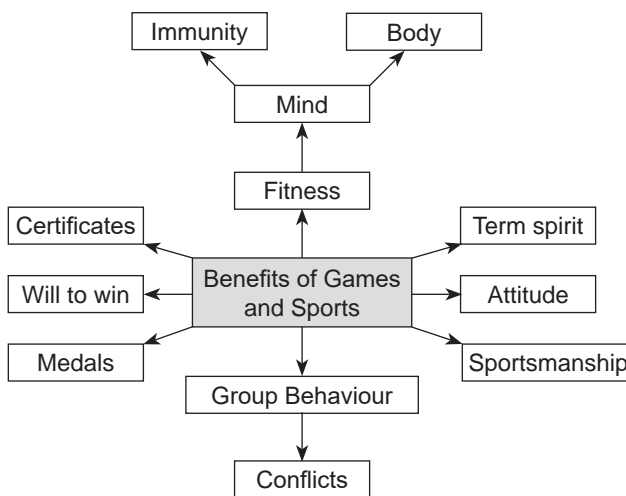 Immunity
Body
Mind
Fitness
Certificates
Term spirit
Benefits of Games
and Sports
Will to win
Attitude
Medals
Sportsmanship
Group Behaviour
Conflicts